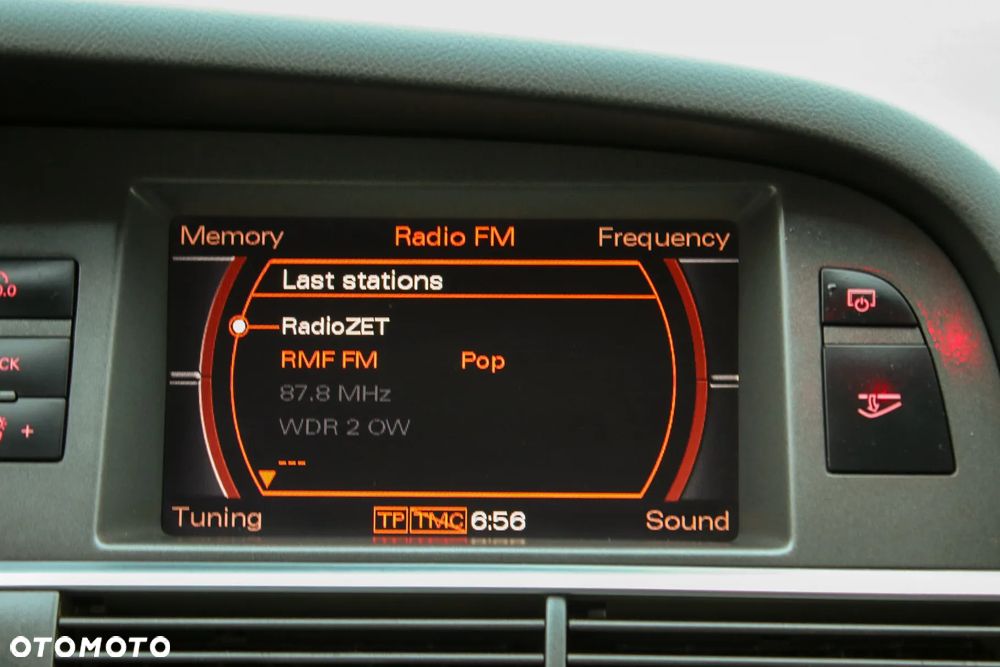 Memory Radio FM Frequency
Last stations
RadioZET
RMF FM Pop
87.8 MHz
WDR 2 OW
---
Tuning TP TMC 6:56 Sound
+
OTOMOTO